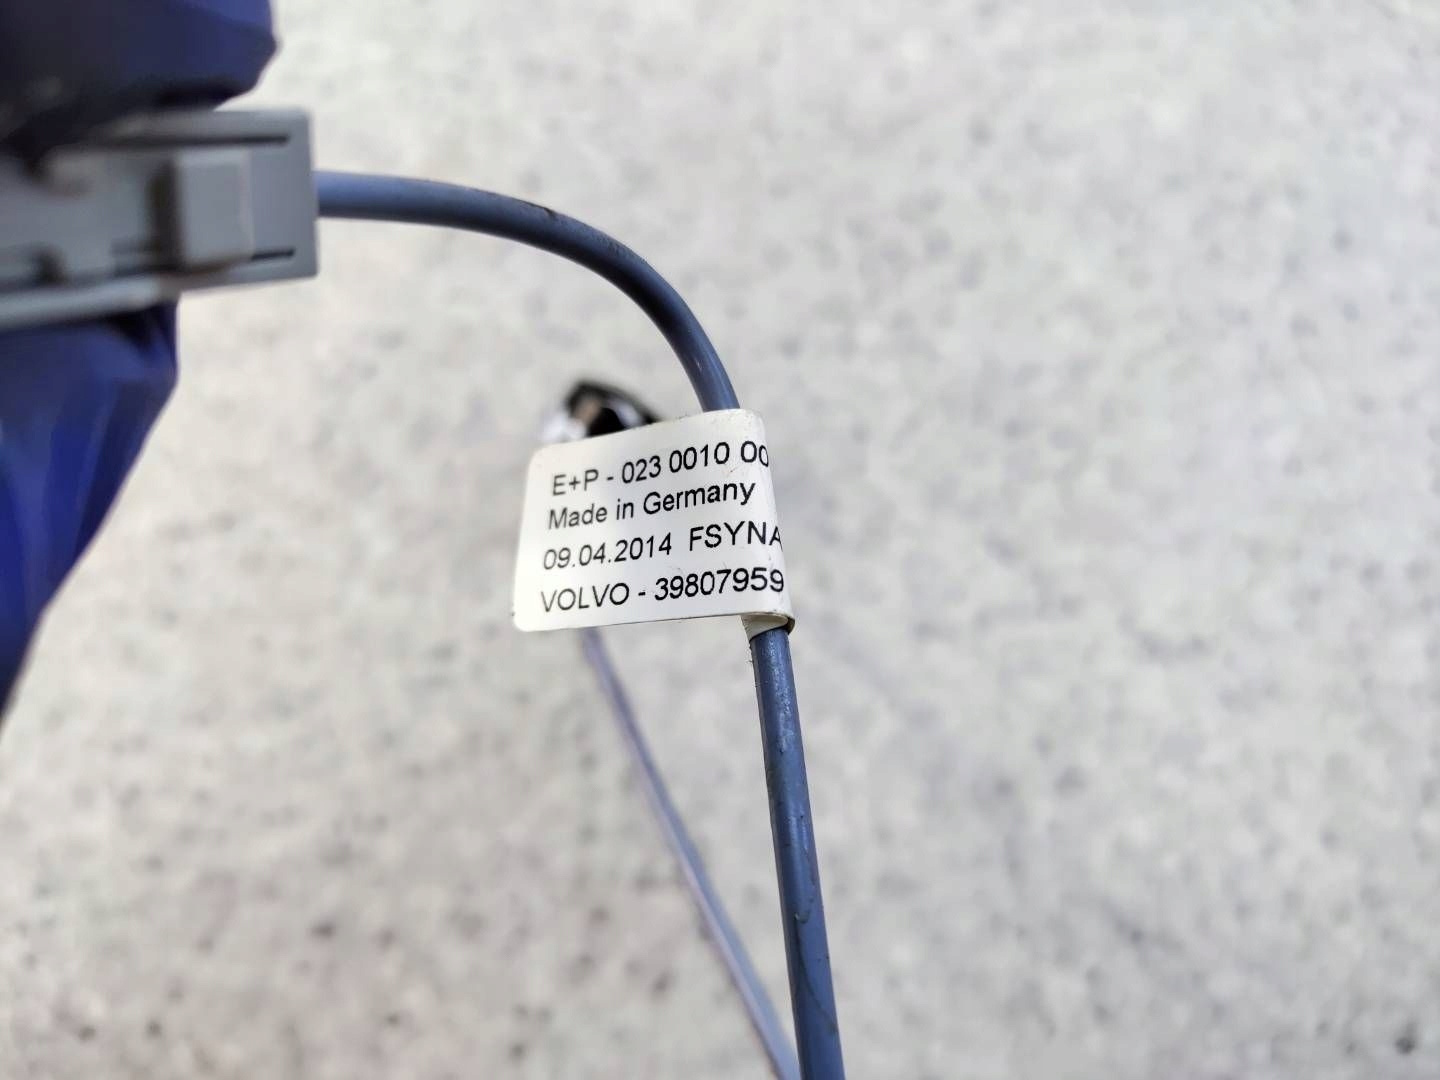 E+P - 023 0010 00
Made in Germany
09.04.2014 FSYNA
VOLVO - 39807959